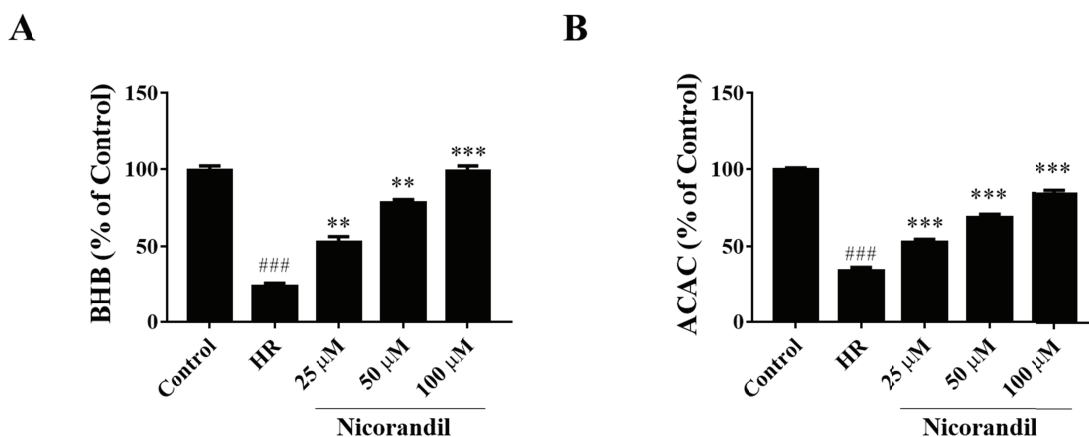 A
BHB (% of Control)
150
100
50
0
###
**
**
***
Control
HR
25 μM
50 μM
100 μM
Nicorandil
B
ACAC (% of Control)
150
100
50
0
###
***
***
***
Control
HR
25 μM
50 μM
100 μM
Nicorandil